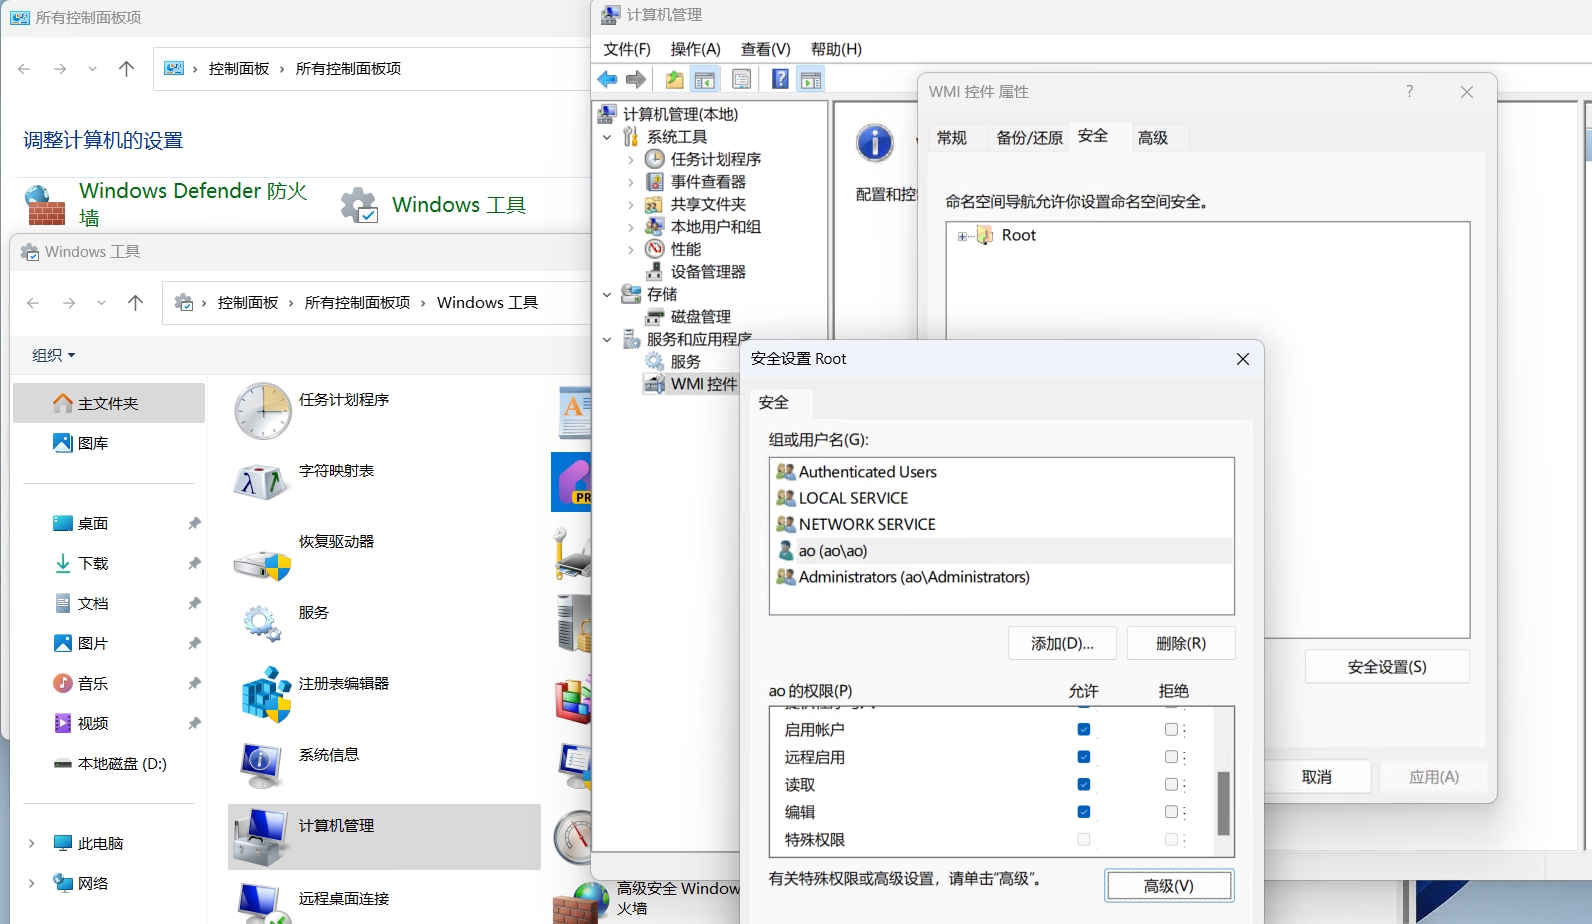 所有控制面板项
控制面板 › 所有控制面板项
调整计算机的设置
Windows Defender 防火
墙
Windows 工具
Windows 工具
控制面板 › 所有控制面板项 › Windows 工具
组织
主文件夹
图库
桌面
下载
文档
图片
音乐
视频
本地磁盘 (D:)
此电脑
网络
任务计划程序
字符映射表
恢复驱动器
服务
注册表编辑器
系统信息
计算机管理
远程桌面连接
PR
高级安全 Window
火墙
计算机管理
文件(F) 操作(A) 查看(V) 帮助(H)
计算机管理(本地)
系统工具
任务计划程序
事件查看器
共享文件夹
本地用户和组
性能
设备管理器
存储
磁盘管理
服务和应用程序
服务
WMI 控件
配置和控
WMI 控件 属性
常规 备份/还原 安全 高级
命名空间导航允许你设置命名空间安全。
Root
安全设置(S)
取消 应用(A)
安全设置 Root
安全
组或用户名(G):
Authenticated Users
LOCAL SERVICE
NETWORK SERVICE
ao (ao\ao)
Administrators (ao\Administrators)
添加(D)... 删除(R)
ao 的权限(P) 允许 拒绝
启用帐户
远程启用
读取
编辑
特殊权限
有关特殊权限或高级设置，请单击"高级"。
高级(V)